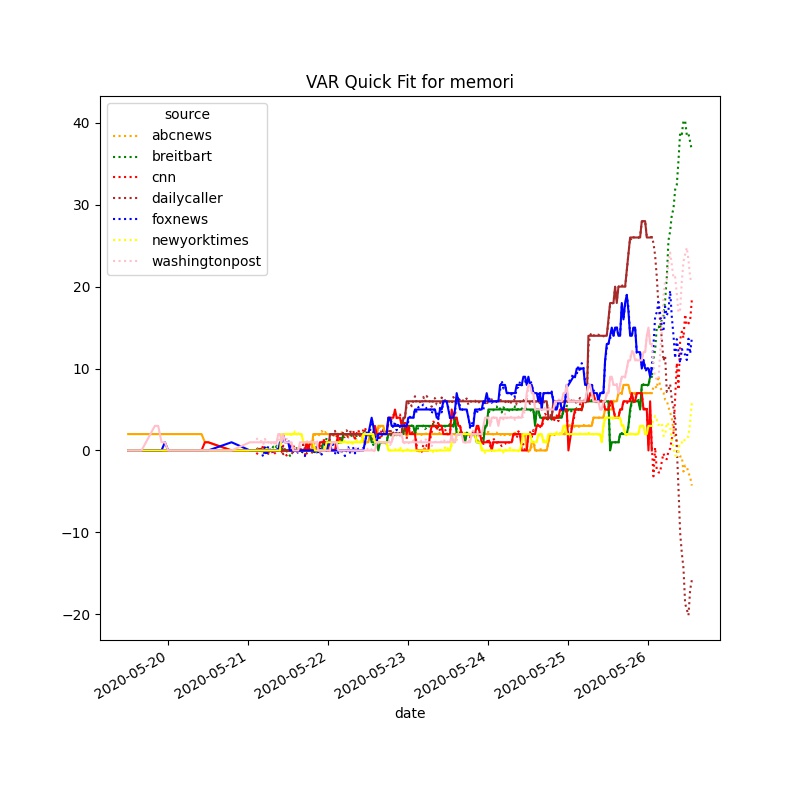 VAR Quick Fit for memori
source
abcnews
breitbart
cnn
dailycaller
foxnews
newyorktimes
washingtonpost
40
30
20
10
0
−10
−20
2020-05-20
2020-05-21
2020-05-22
2020-05-23
2020-05-24
2020-05-25
2020-05-26
date